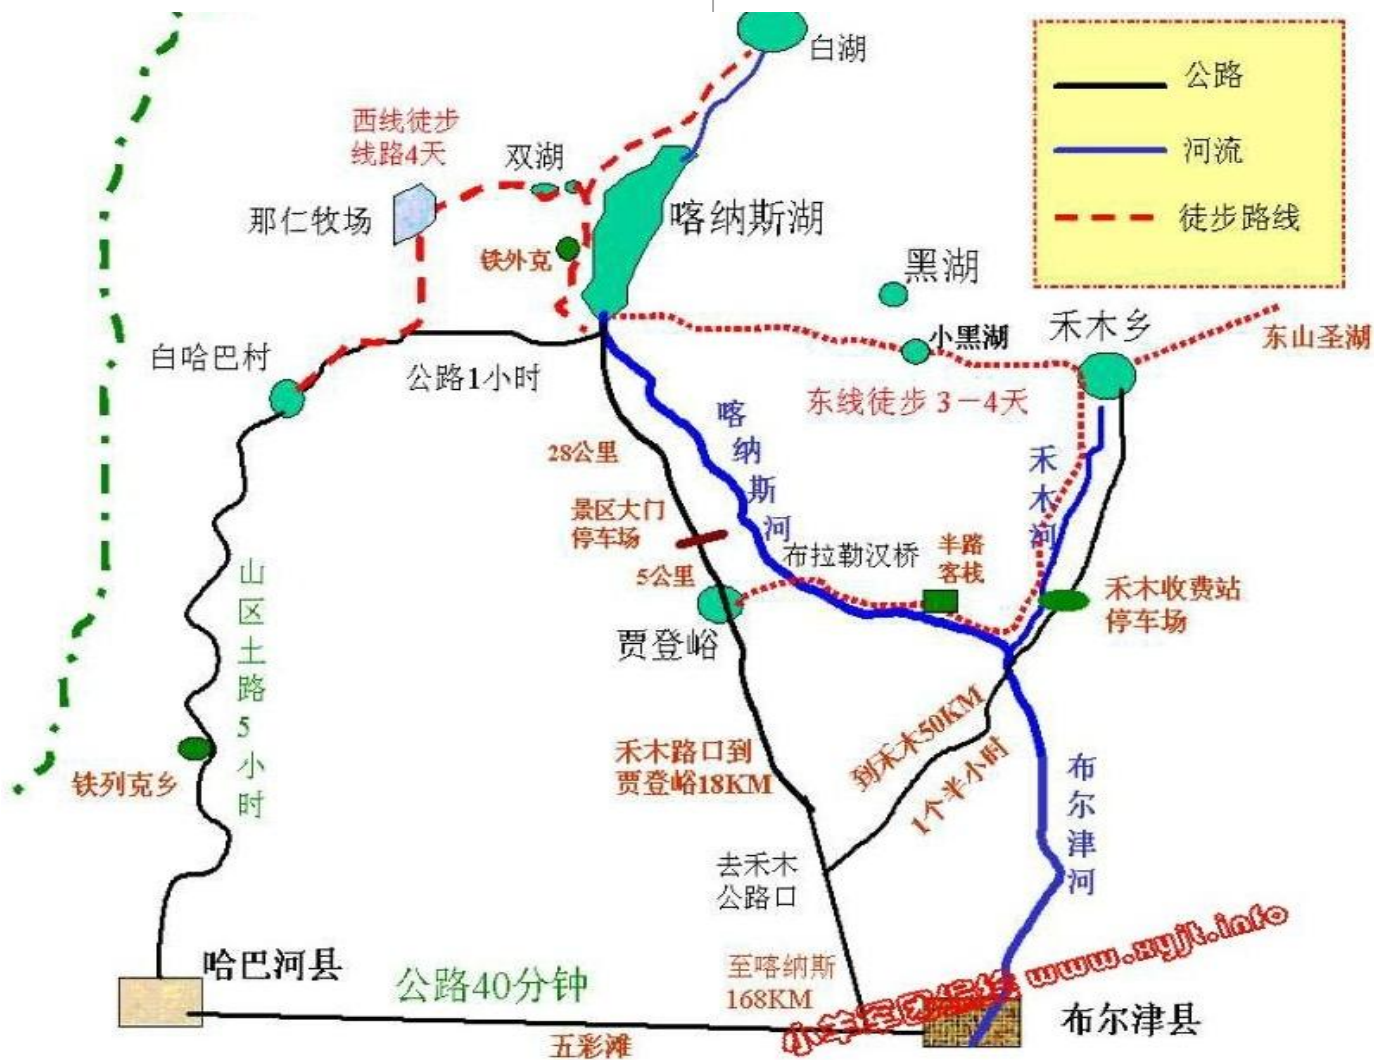 白湖
公路
河流
徒步路线
西线徒步
线路4天
双湖
那仁牧场
喀纳斯湖
铁外克
黑湖
小黑湖
禾木乡
东山圣湖
白哈巴村
公路1小时
东线徒步 3－4天
喀纳斯河
28公里
禾木河
景区大门
停车场
5公里
布拉勒汉桥
半路
客栈
禾木收费站
停车场
贾登峪
山区土路5小时
铁列克乡
禾木路口到
贾登峪18KM
到禾木50KM
1个半小时
布尔津河
去禾木
公路口
哈巴河县
公路40分钟
至喀纳斯
168KM
五彩滩
布尔津县
www.xyjt.info